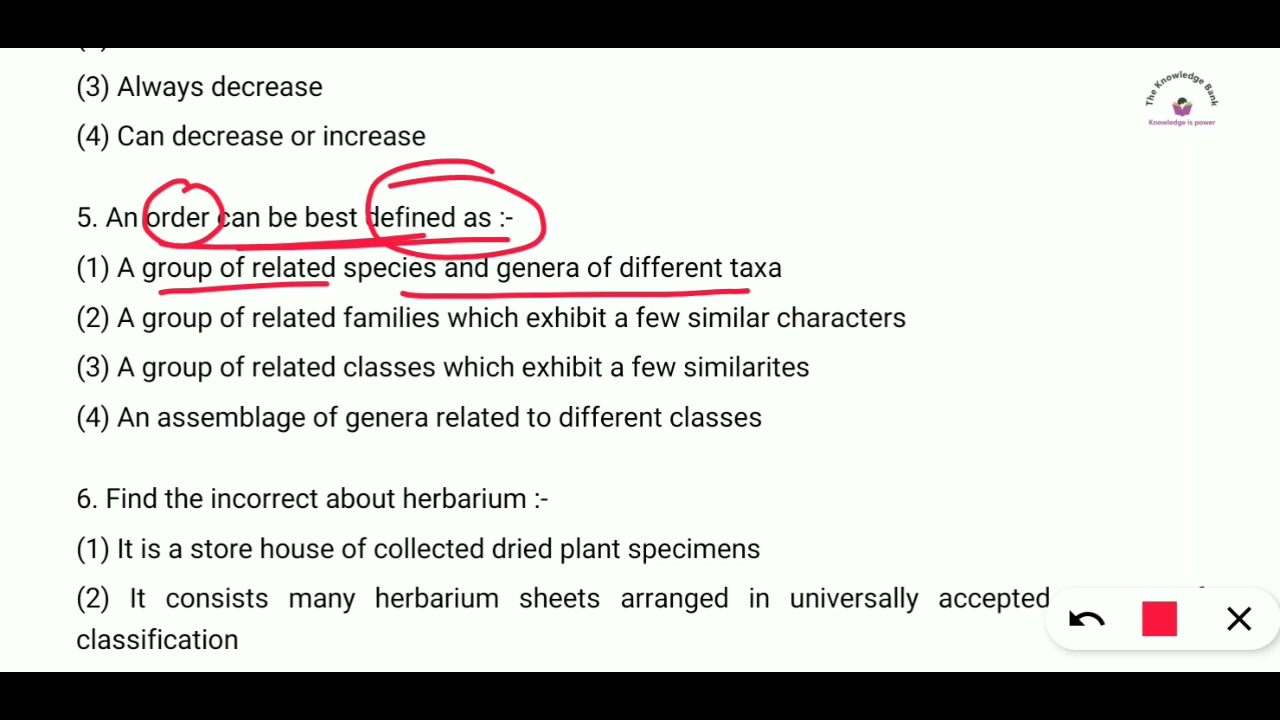 (3) Always decrease
The Knowledge Bank
Knowledge is power
(4) Can decrease or increase
5. An order can be best defined as :-
(1) A group of related species and genera of different taxa
(2) A group of related families which exhibit a few similar characters
(3) A group of related classes which exhibit a few similarites
(4) An assemblage of genera related to different classes
6. Find the incorrect about herbarium :-
(1) It is a store house of collected dried plant specimens
(2) It consists many herbarium sheets arranged in universally accepted
classification